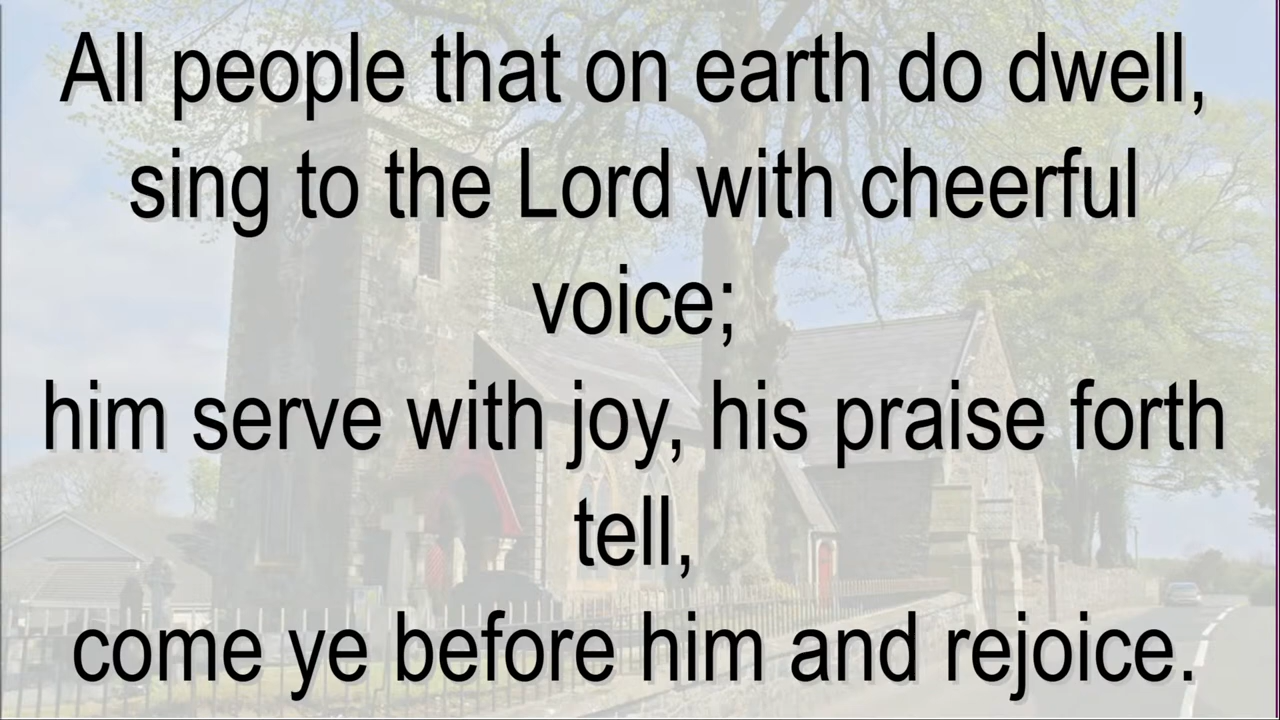 All people that on earth do dwell,
sing to the Lord with cheerful
voice;
him serve with joy, his praise forth
tell,
come ye before him and rejoice.